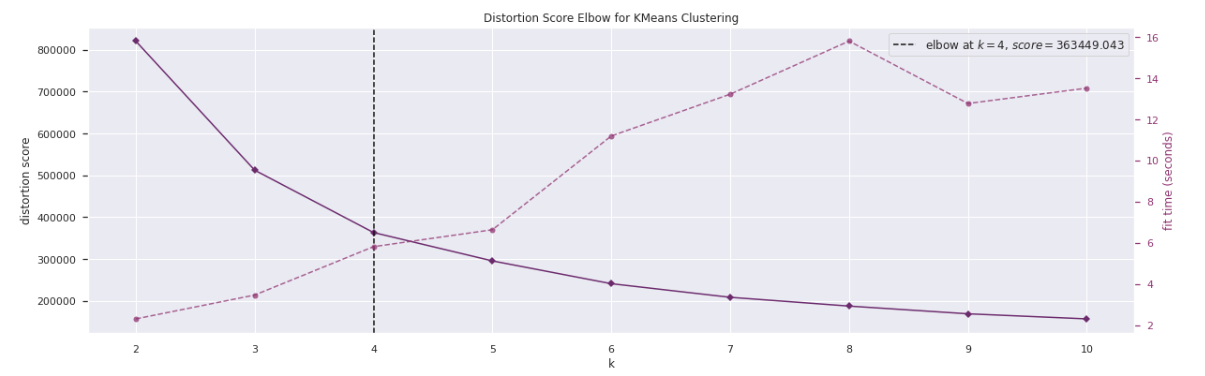 Distortion Score Elbow for KMeans Clustering
elbow at k = 4, score = 363449.043
distortion score
800000
700000
600000
500000
400000
300000
200000
16
14
12
10
8
6
4
2
fit time (seconds)
2 3 4 5 6 7 8 9 10
k